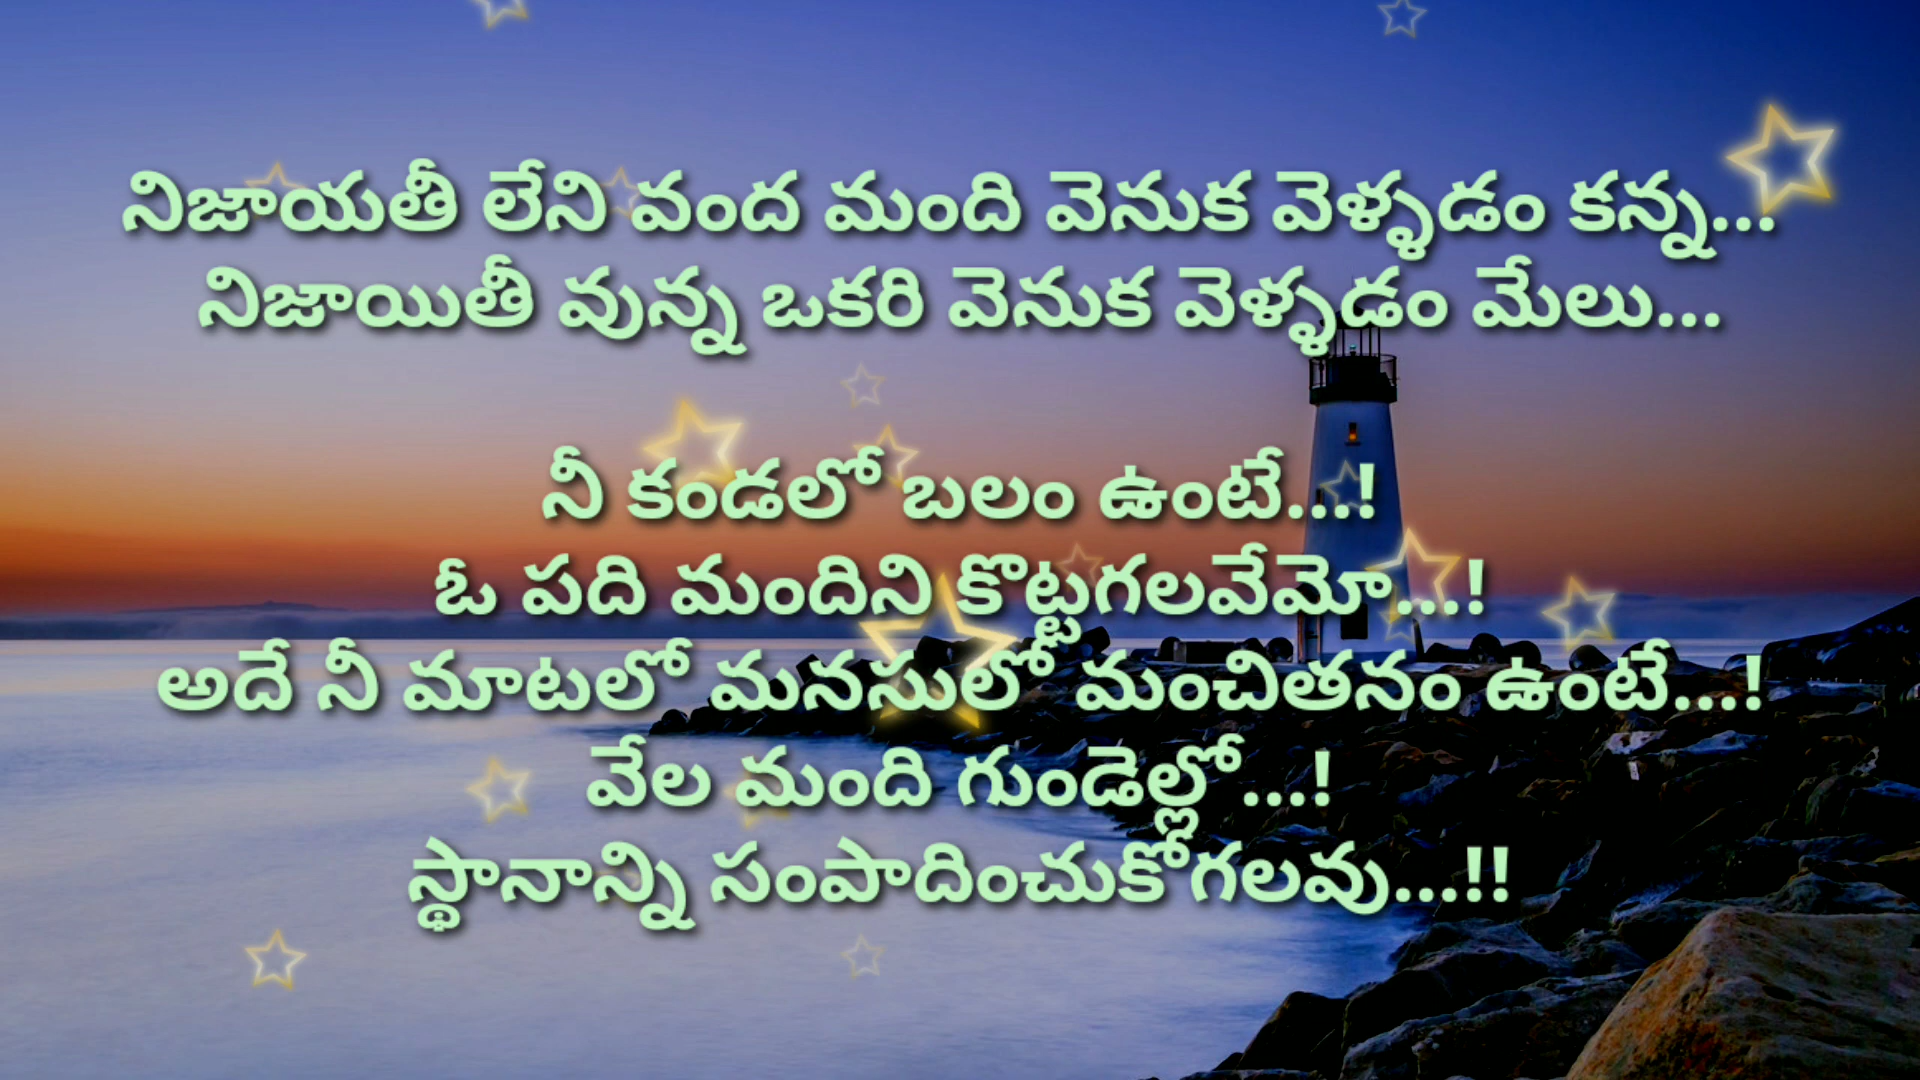 నిజాయతీ లేని వంద మంది వెనుక వెళ్ళడం కన్న...
నిజాయితీ వున్న ఒకరి వెనుక వెళ్ళడం మేలు...
నీ కండలో బలం ఉంటే...!
ఓ పది మందిని కొట్టగలవేమో...!
అదే నీ మాటలో మనసులో మంచితనం ఉంటే...!
వేల మంది గుండెల్లో ...!
స్థానాన్ని సంపాదించుకోగలవు...!!